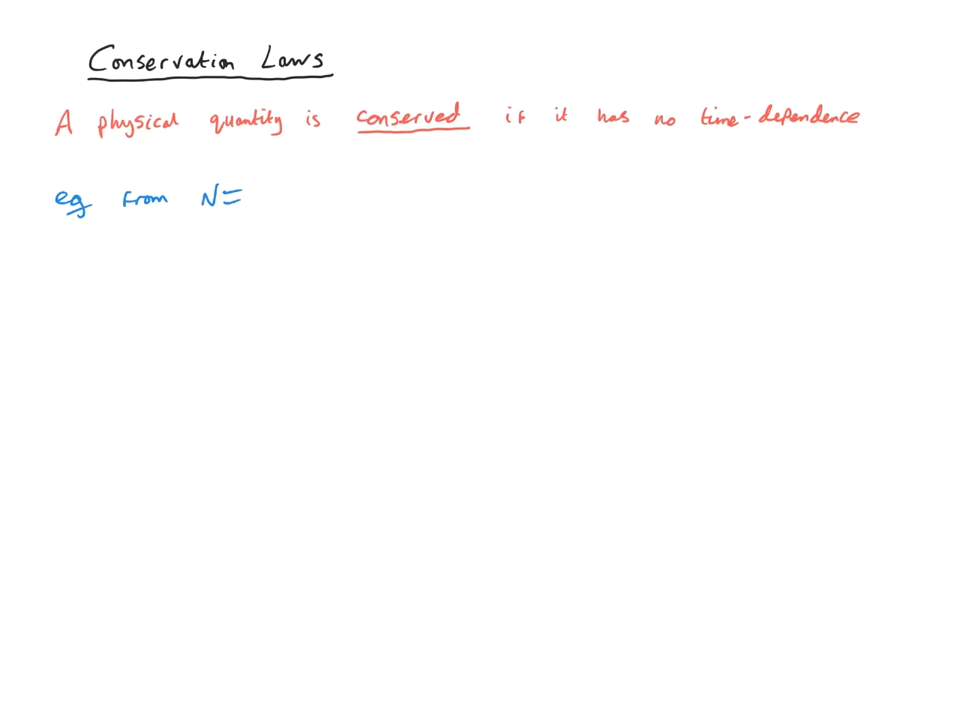 Conservation Laws
A physical quantity is conserved if it has no time-dependence
eg from N=